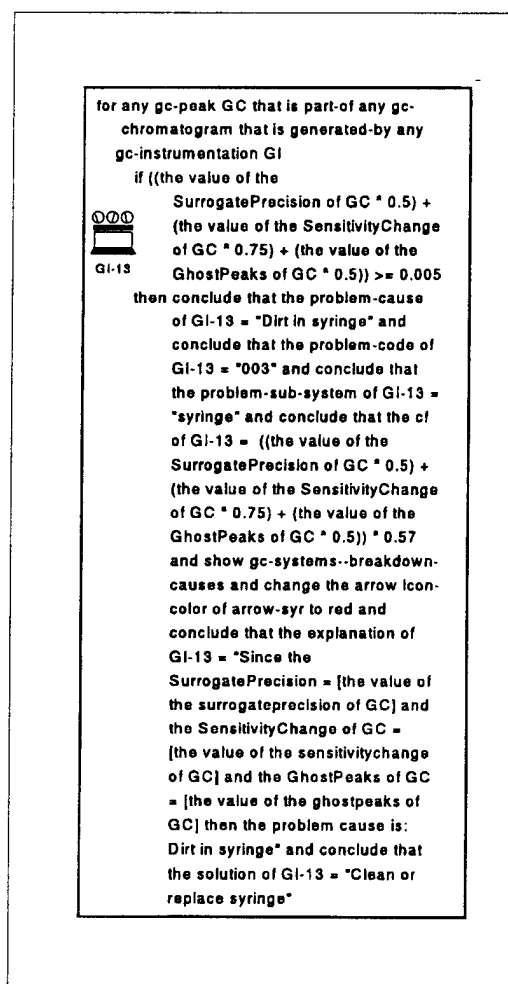 for any gc-peak GC that is part-of any gc-
chromatogram that is generated-by any
gc-instrumentation GI
if ((the value of the
SurrogatePrecision of GC * 0.5) +
(the value of the SensitivityChange
of GC * 0.75) + (the value of the
GI-13
GhostPeaks of GC * 0.5)) >= 0.005
then conclude that the problem-cause
of GI-13 = "Dirt in syringe" and
conclude that the problem-code of
GI-13 = "003" and conclude that
the problem-sub-system of GI-13 =
"syringe" and conclude that the cf
of GI-13 = ((the value of the
SurrogatePrecision of GC * 0.5) +
(the value of the SensitivityChange
of GC * 0.75) + (the value of the
GhostPeaks of GC * 0.5)) * 0.57
and show gc-systems--breakdown-
causes and change the arrow icon-
color of arrow-syr to red and
conclude that the explanation of
GI-13 = "Since the
SurrogatePrecision = [the value of
the surrogateprecision of GC] and
the SensitivityChange of GC =
[the value of the sensitivitychange
of GC] and the GhostPeaks of GC
= [the value of the ghostpeaks of
GC] then the problem cause is:
Dirt in syringe" and conclude that
the solution of GI-13 = "Clean or
replace syringe"